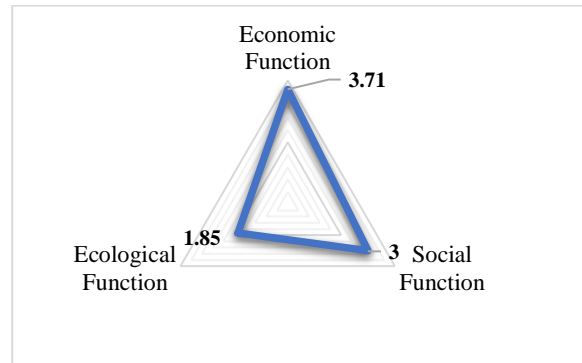 Economic
Function
3.71
1.85
3
Ecological
Function
Social
Function